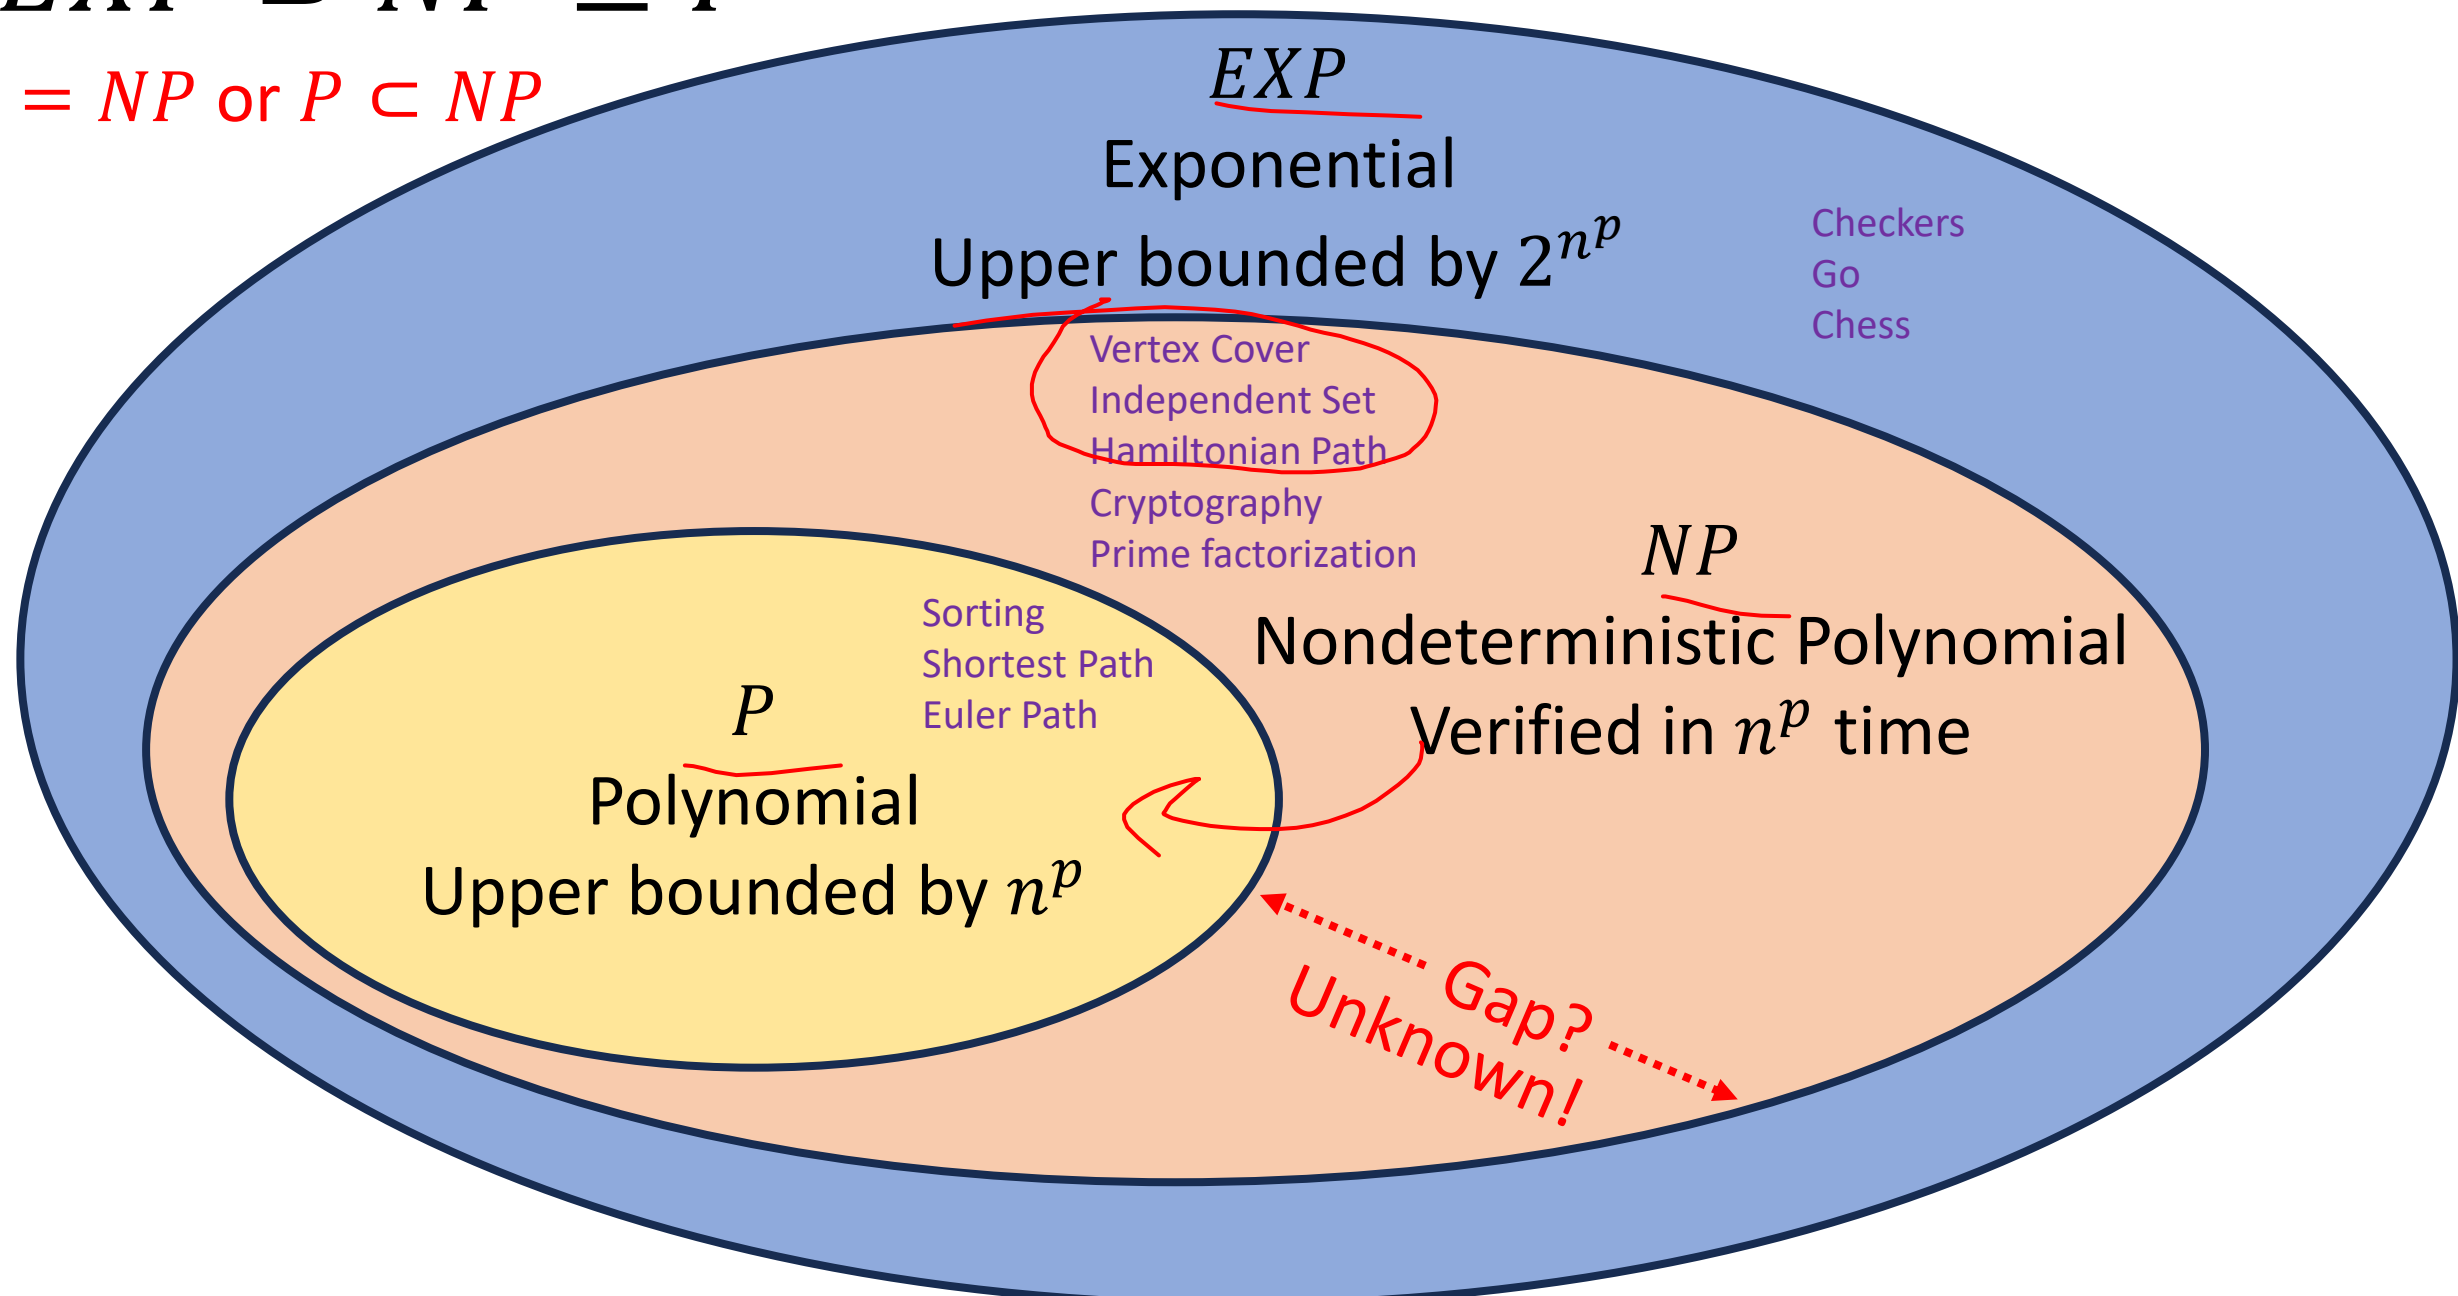 = NP or P ⊂ NP
EXP
Exponential
Upper bounded by 2^{n^p}
Checkers
Go
Chess
Vertex Cover
Independent Set
Hamiltonian Path
Cryptography
Prime factorization
NP
Nondeterministic Polynomial
Verified in n^p time
Sorting
Shortest Path
Euler Path
P
Polynomial
Upper bounded by n^p
Gap?
Unknown!